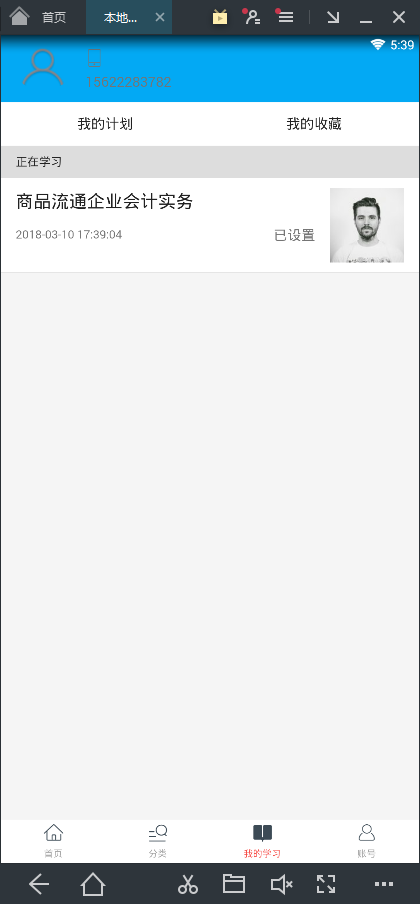 首页
本地...
5:39
15622283782
我的计划
我的收藏
正在学习
商品流通企业会计实务
2018-03-10 17:39:04
已设置
首页
分类
我的学习
账号